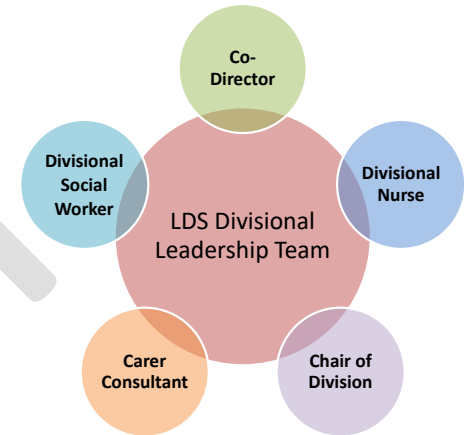 Co-
Director
Divisional
Social
Worker
Divisional
Nurse
LDS Divisional
Leadership Team
Carer
Consultant
Chair of
Division